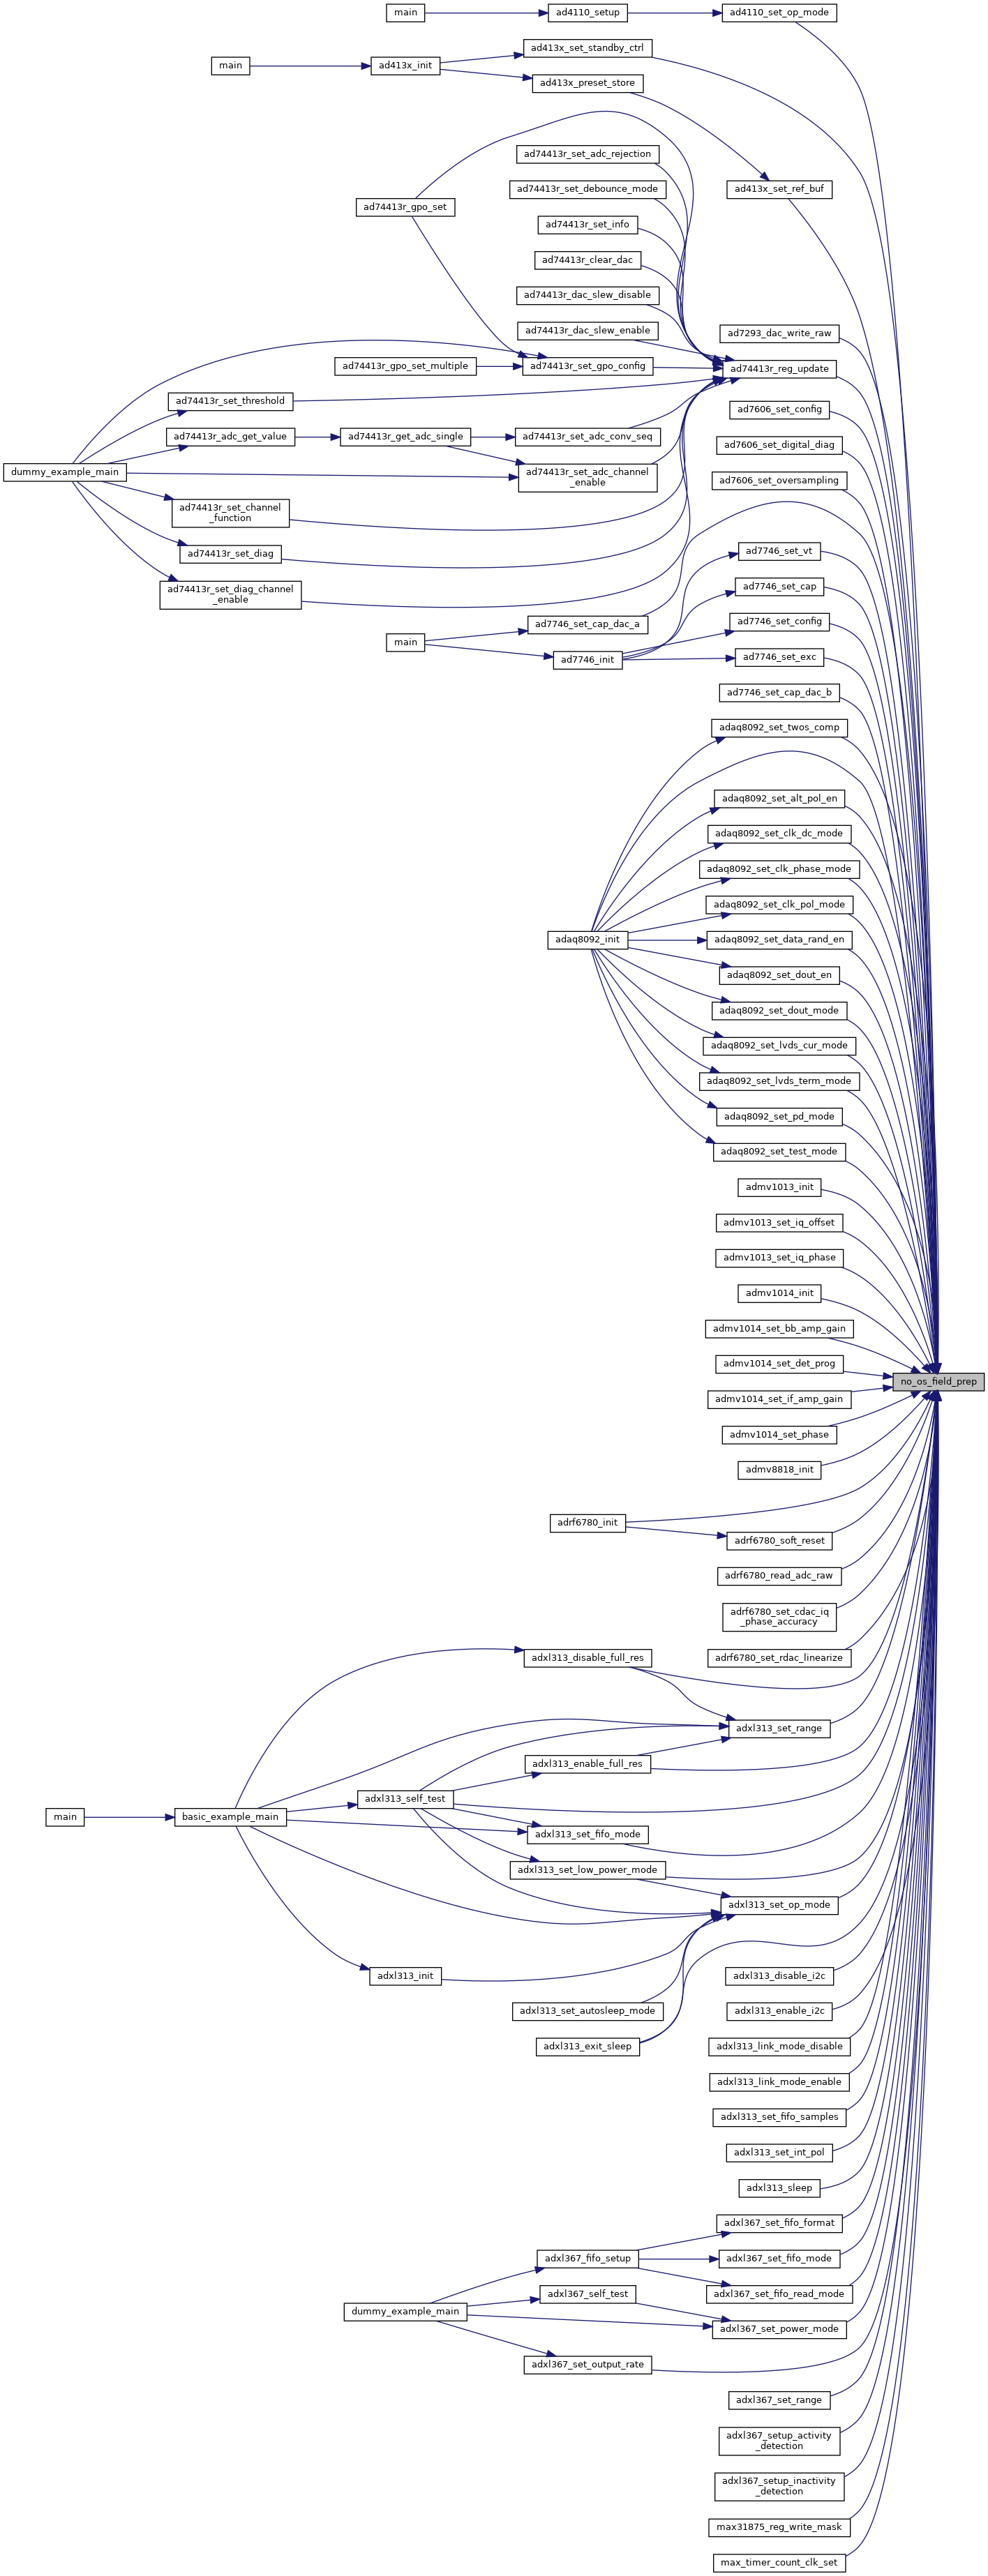 main
ad4110_setup
ad4110_set_op_mode
ad413x_set_standby_ctrl
main
ad413x_init
ad413x_preset_store
ad74413r_set_adc_rejection
ad413x_set_ref_buf
ad74413r_set_debounce_mode
ad74413r_gpo_set
ad74413r_set_info
ad74413r_clear_dac
ad74413r_dac_slew_disable
ad74413r_dac_slew_enable
ad7293_dac_write_raw
ad74413r_gpo_set_multiple
ad74413r_set_gpo_config
ad74413r_reg_update
ad74413r_set_threshold
ad7606_set_config
ad74413r_adc_get_value
ad74413r_get_adc_single
ad74413r_set_adc_conv_seq
ad7606_set_digital_diag
dummy_example_main
ad74413r_set_adc_channel
_enable
ad7606_set_oversampling
ad74413r_set_channel
_function
ad74413r_set_diag
ad7746_set_vt
ad74413r_set_diag_channel
_enable
ad7746_set_cap
ad7746_set_cap_dac_a
ad7746_set_config
main
ad7746_init
ad7746_set_exc
ad7746_set_cap_dac_b
adaq8092_set_twos_comp
adaq8092_set_alt_pol_en
adaq8092_set_clk_dc_mode
adaq8092_set_clk_phase_mode
adaq8092_set_clk_pol_mode
adaq8092_init
adaq8092_set_data_rand_en
adaq8092_set_dout_en
adaq8092_set_dout_mode
adaq8092_set_lvds_cur_mode
adaq8092_set_lvds_term_mode
adaq8092_set_pd_mode
adaq8092_set_test_mode
admv1013_init
admv1013_set_iq_offset
admv1013_set_iq_phase
admv1014_init
admv1014_set_bb_amp_gain
admv1014_set_det_prog
no_os_field_prep
admv1014_set_if_amp_gain
admv1014_set_phase
admv8818_init
adrf6780_init
adrf6780_soft_reset
adrf6780_read_adc_raw
adrf6780_set_cdac_iq
_phase_accuracy
adxl313_disable_full_res
adrf6780_set_rdac_linearize
adxl313_set_range
adxl313_enable_full_res
adxl313_self_test
main
basic_example_main
adxl313_set_fifo_mode
adxl313_set_low_power_mode
adxl313_set_op_mode
adxl313_init
adxl313_disable_i2c
adxl313_set_autosleep_mode
adxl313_enable_i2c
adxl313_exit_sleep
adxl313_link_mode_disable
adxl313_link_mode_enable
adxl313_set_fifo_samples
adxl313_set_int_pol
adxl313_sleep
adxl367_set_fifo_format
adxl367_fifo_setup
adxl367_set_fifo_mode
adxl367_self_test
adxl367_set_fifo_read_mode
dummy_example_main
adxl367_set_power_mode
adxl367_set_output_rate
adxl367_set_range
adxl367_setup_activity
_detection
adxl367_setup_inactivity
_detection
max31875_reg_write_mask
max_timer_count_clk_set